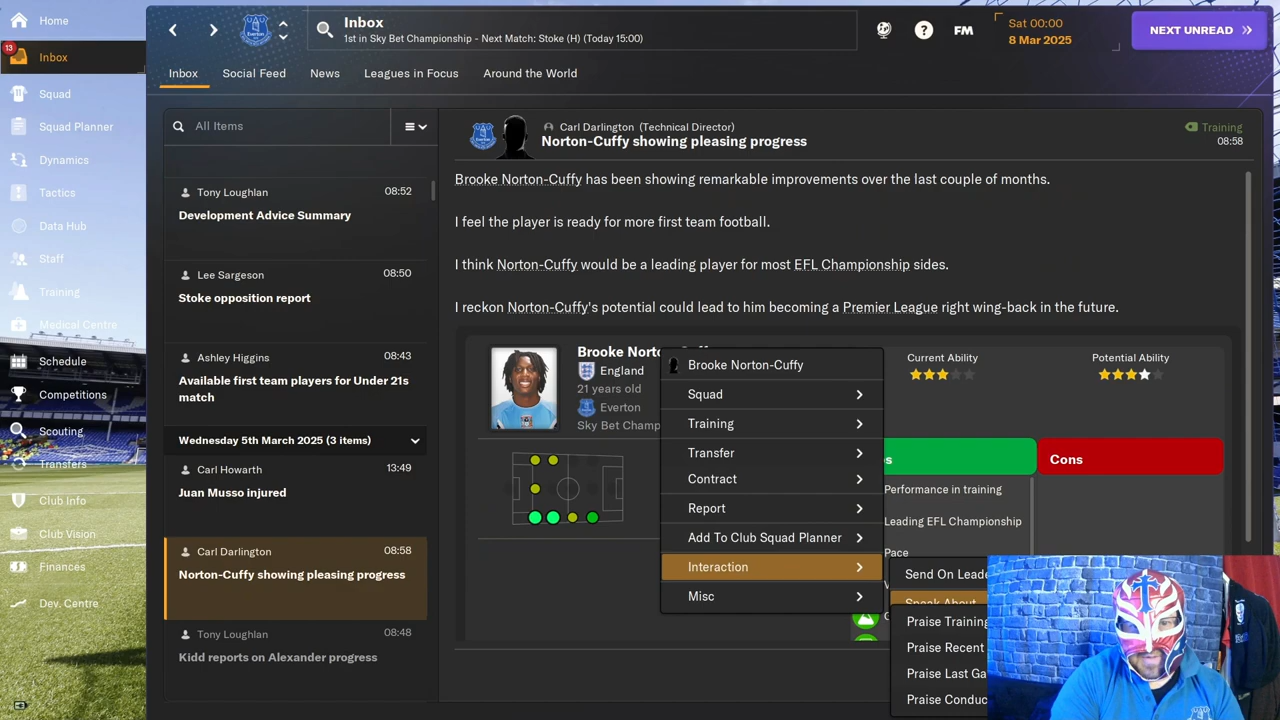 Home
Inbox
13
Squad
Squad Planner
Dynamics
Tactics
Data Hub
Staff
Training
Medical Centre
Schedule
Competitions
Scouting
Transfers
Club Info
Club Vision
Finances
Dev. Centre
Everton
Inbox
1st in Sky Bet Championship - Next Match: Stoke (H) (Today 15:00)
FM
Sat 00:00
8 Mar 2025
NEXT UNREAD
Inbox
Social Feed
News
Leagues in Focus
Around the World
All Items
Tony Loughlan
08:52
Development Advice Summary
Lee Sargeson
08:50
Stoke opposition report
Ashley Higgins
08:43
Available first team players for Under 21s
match
Wednesday 5th March 2025 (3 items)
Carl Howarth
13:49
Juan Musso injured
Carl Darlington
08:58
Norton-Cuffy showing pleasing progress
Tony Loughlan
08:48
Kidd reports on Alexander progress
Carl Darlington (Technical Director)
Norton-Cuffy showing pleasing progress
Training
08:58
Brooke Norton-Cuffy has been showing remarkable improvements over the last couple of months.
I feel the player is ready for more first team football.
I think Norton-Cuffy would be a leading player for most EFL Championship sides.
I reckon Norton-Cuffy's potential could lead to him becoming a Premier League right wing-back in the future.
Brooke
England
21 years old
Everton
Sky Bet Champ
Brooke Norton-Cuffy
Squad
Training
Transfer
Contract
Report
Add To Club Squad Planner
Interaction
Misc
Current Ability
Potential Ability
Cons
Performance in training
Leading EFL Championship
Pace
Send On
Speak About
Praise Training
Praise Recent
Praise Last
Praise